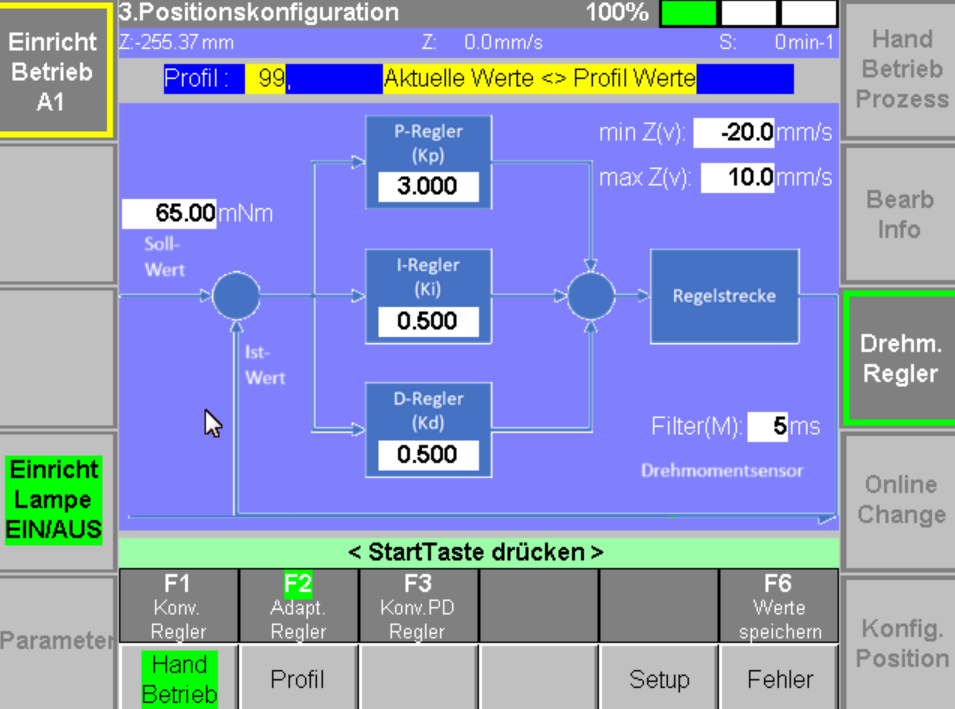 3.Positionskonfiguration 100%
Z:-255.37 mm Z: 0.0mm/s S: 0min-1
Profil : 99 Aktuelle Werte <> Profil Werte
Einricht
Betrieb
A1
Einricht
Lampe
EIN/AUS
Parameter
P-Regler
(Kp)
3.000
min Z(v): -20.0mm/s
max Z(v): 10.0mm/s
65.00mNm
Soll-
Wert
I-Regler
(Ki)
0.500
Regelstrecke
Ist-
Wert
D-Regler
(Kd)
0.500
Filter(M): 5ms
Drehmomentsensor
Hand
Betrieb
Prozess
Bearb
Info
Drehm.
Regler
Online
Change
Konfig.
Position
< StartTaste drücken >
F1
Konv.
Regler
F2
Adapt.
Regler
F3
Konv.PD
Regler
F6
Werte
speichern
Hand
Betrieb
Profil
Setup
Fehler